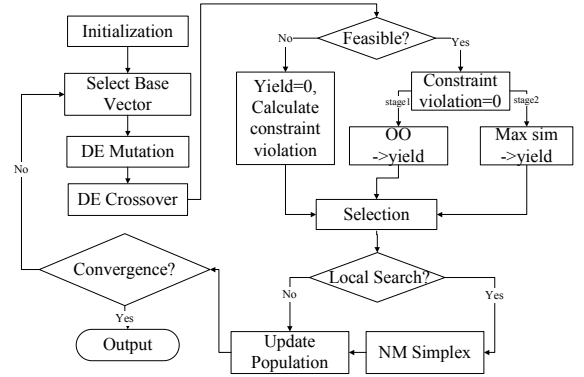 Initialization
Select Base
Vector
DE Mutation
DE Crossover
No
Feasible?
No
Yes
Yield=0,
Calculate
constraint
violation
Constraint
violation=0
stage1
stage2
OO
->yield
Max sim
->yield
Selection
Local Search?
No
Yes
Convergence?
Yes
Output
Update
Population
NM Simplex